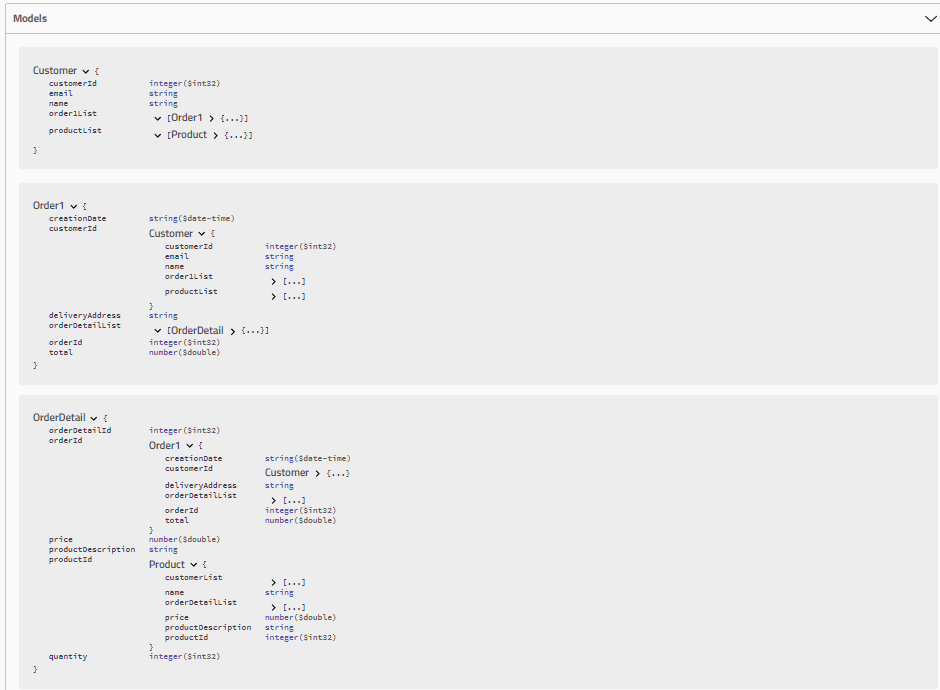 Models
Customer {
customerId integer($int32)
email string
name string
order1List [Order1 > {...}]
productList [Product > {...}]
}
Order1 {
creationDate string($date-time)
customerId Customer {
customerId integer($int32)
email string
name string
order1List > [...]
productList > [...]
}
deliveryAddress string
orderDetailList [OrderDetail > {...}]
orderId integer($int32)
total number($double)
}
OrderDetail {
orderDetailId integer($int32)
orderId Order1 {
creationDate string($date-time)
customerId Customer > {...}
deliveryAddress string
orderDetailList > [...]
orderId integer($int32)
total number($double)
}
price number($double)
productDescription string
productId Product {
customerList > [...]
name string
orderDetailList > [...]
price number($double)
productDescription string
productId integer($int32)
}
quantity integer($int32)
}